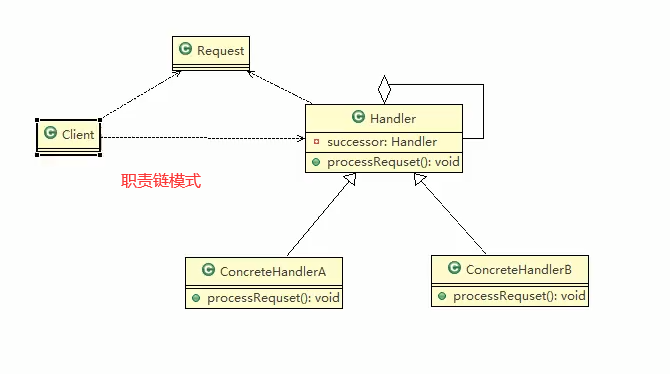 Request
Client
Handler
successor: Handler
processRequset(): void
职责链模式
ConcreteHandlerA
processRequset(): void
ConcreteHandlerB
processRequset(): void